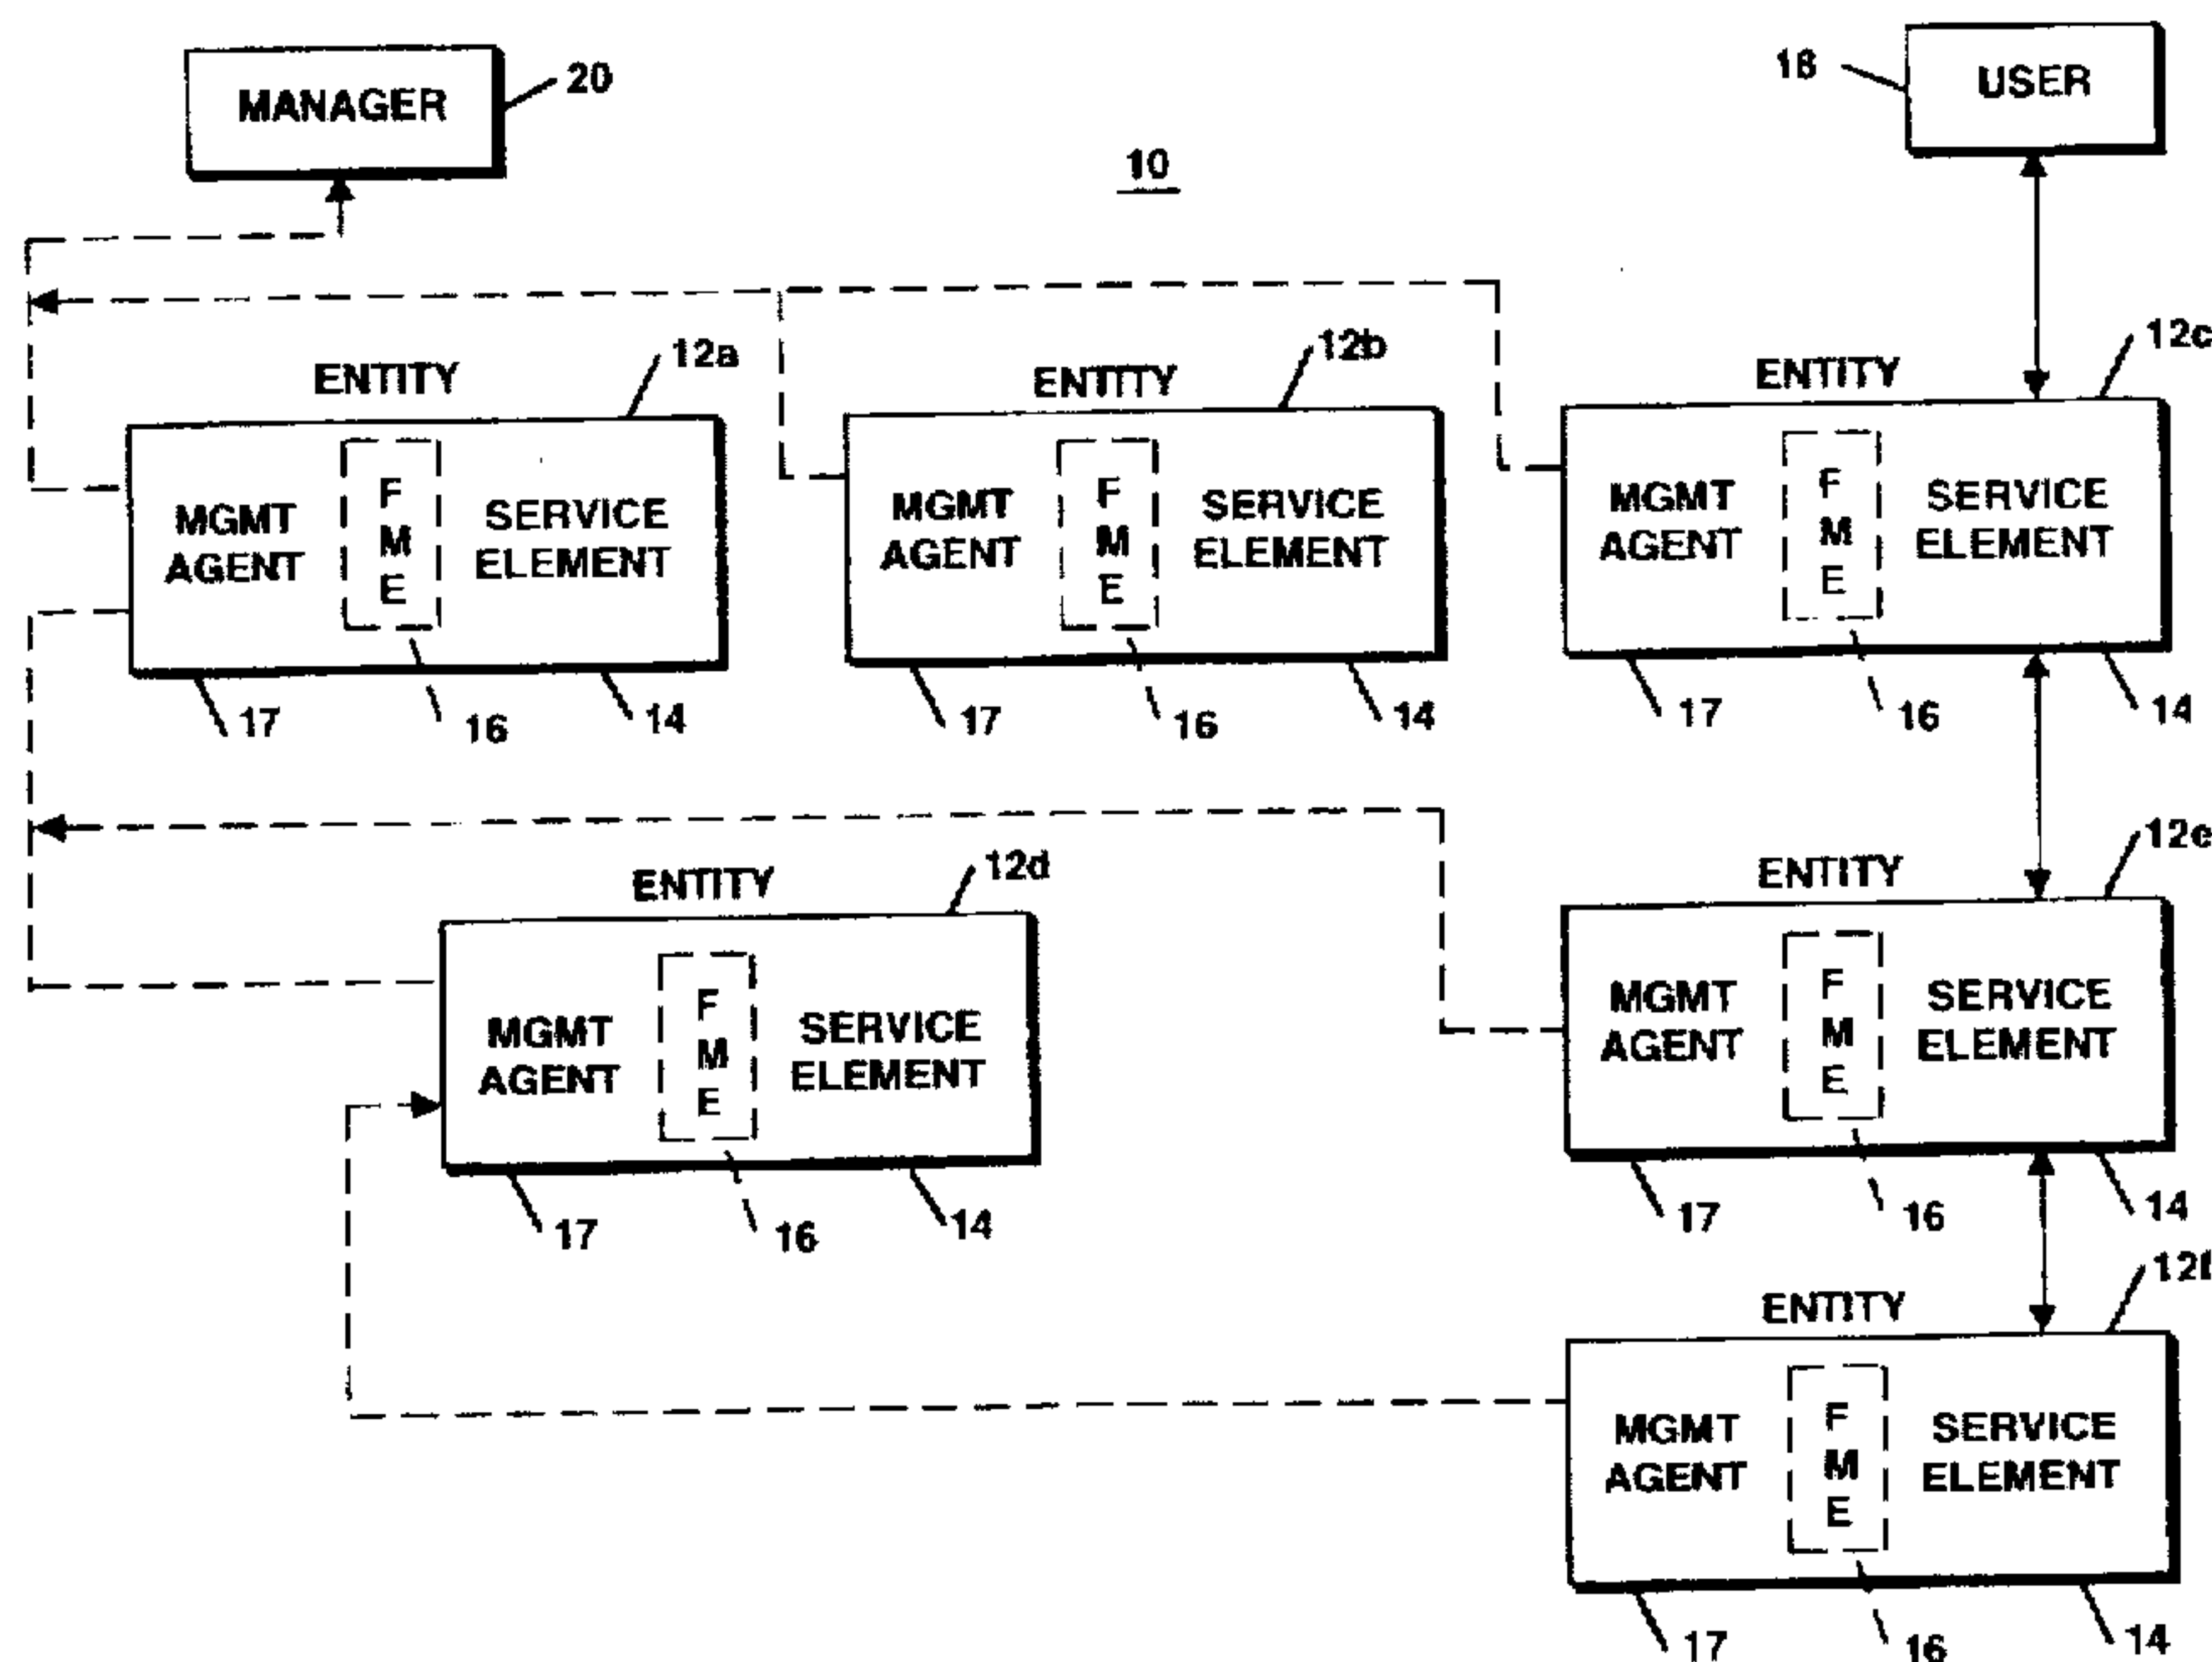 MANAGER
20
18
USER
10
ENTITY
12a
ENTITY
12b
ENTITY
12c
MGMT
AGENT
F
M
E
SERVICE
ELEMENT
MGMT
AGENT
F
M
E
SERVICE
ELEMENT
MGMT
AGENT
F
M
E
SERVICE
ELEMENT
17
16
14
17
16
14
17
16
14
ENTITY
12d
ENTITY
12e
MGMT
AGENT
F
M
E
SERVICE
ELEMENT
MGMT
AGENT
F
M
E
SERVICE
ELEMENT
17
16
14
17
16
14
ENTITY
MGMT
AGENT
F
M
E
SERVICE
ELEMENT
17
16
14